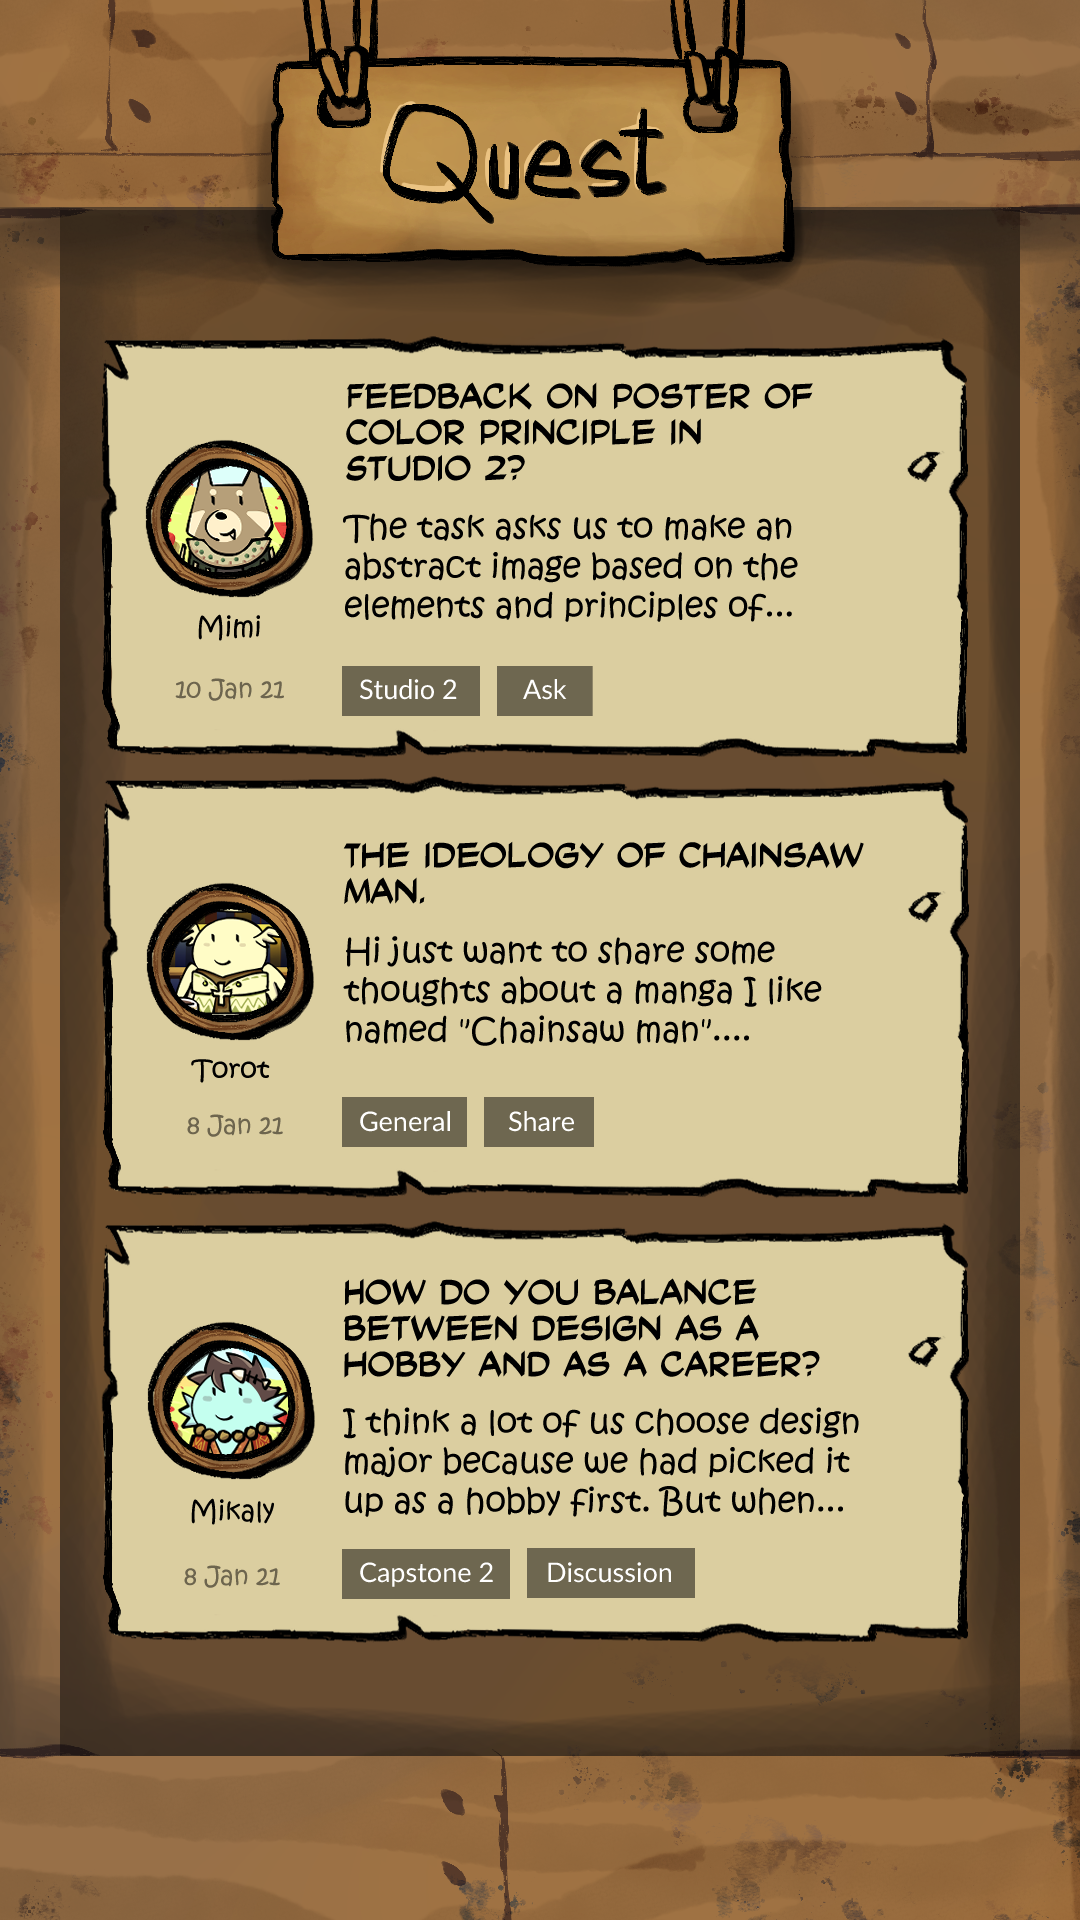 Quest
FEEDBACK ON POSTER OF
COLOR PRINCIPLE IN
STUDIO 2?
The task asks us to make an
abstract image based on the
elements and principles of...
Mimi
10 Jan 21
Studio 2
Ask
THE IDEOLOGY OF CHAINSAW
MAN.
Hi just want to share some
thoughts about a manga I like
named "Chainsaw man"....
Torot
8 Jan 21
General
Share
HOW DO YOU BALANCE
BETWEEN DESIGN AS A
HOBBY AND AS A CAREER?
I think a lot of us choose design
major because we had picked it
up as a hobby first. But when...
Mikaly
8 Jan 21
Capstone 2
Discussion